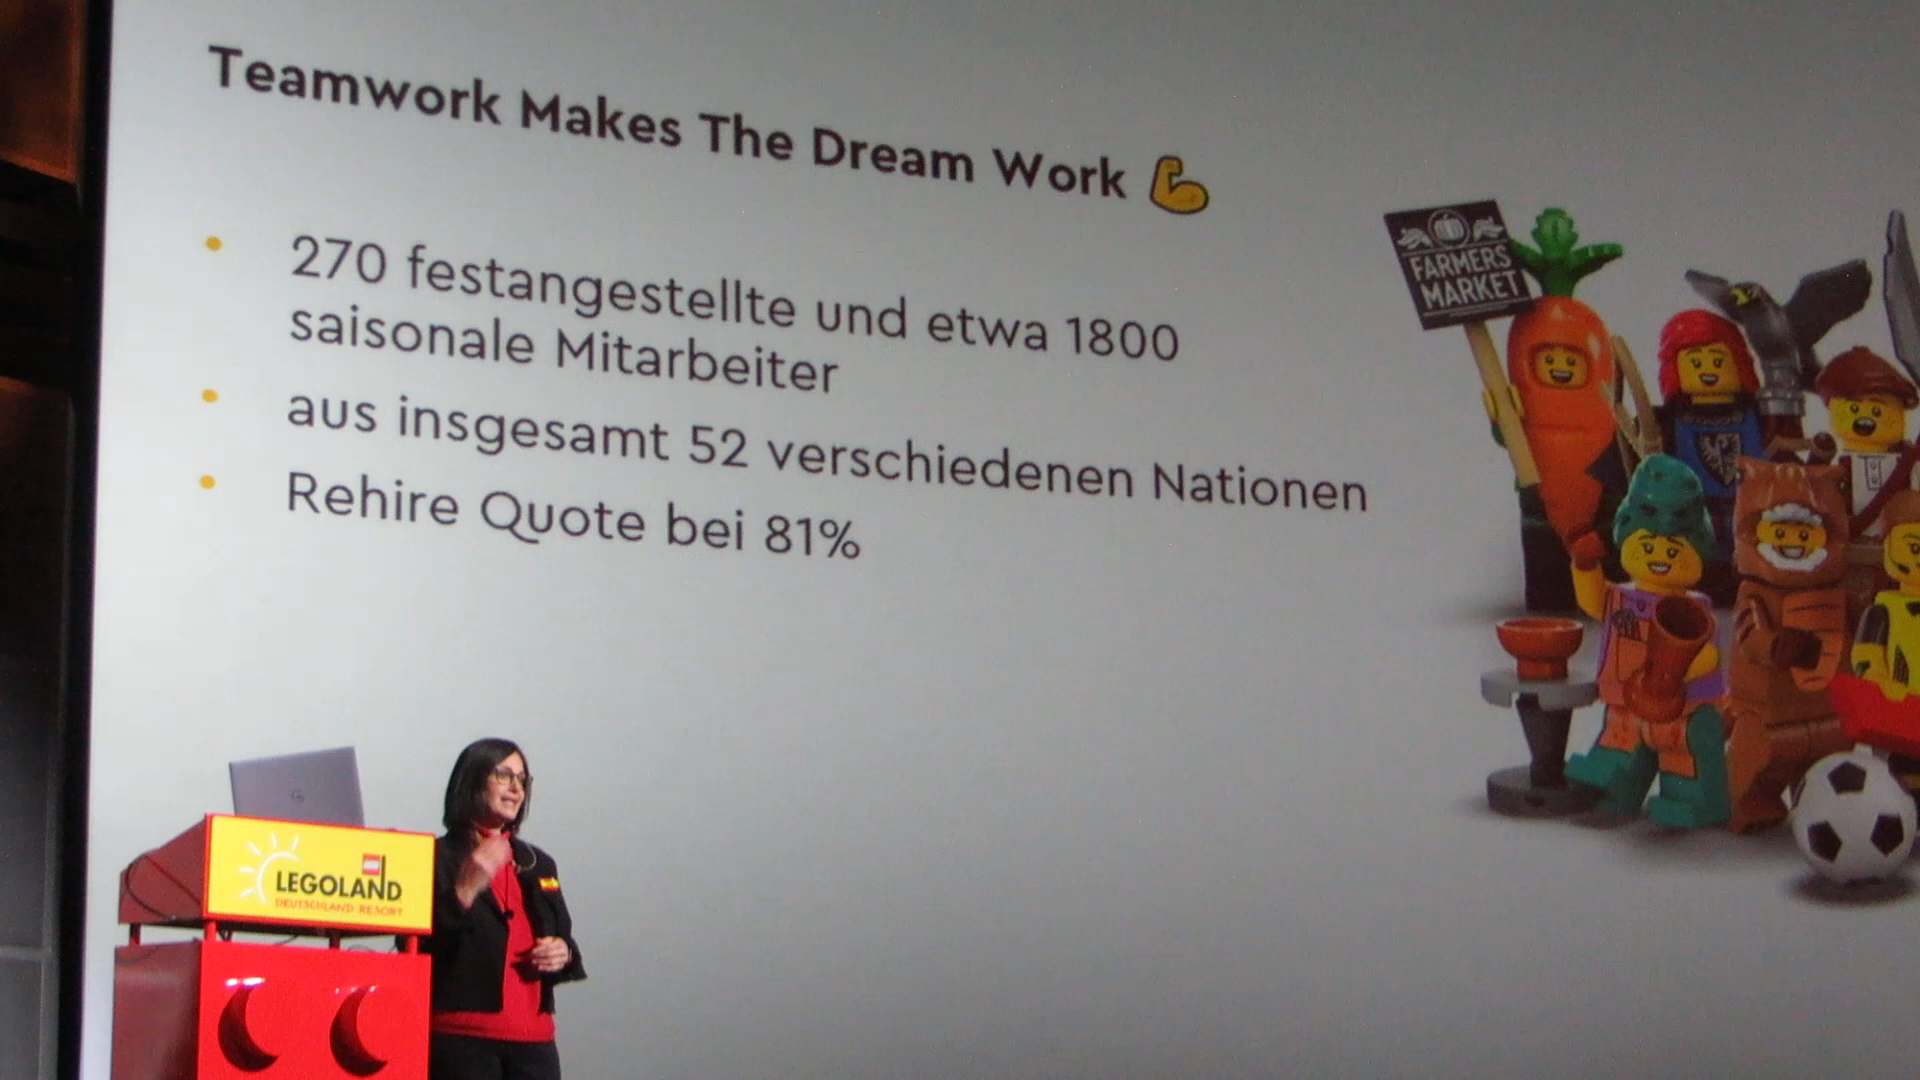 Teamwork Makes The Dream Work 💪
• 270 festangestellte und etwa 1800
saisonale Mitarbeiter
• aus insgesamt 52 verschiedenen Nationen
• Rehire Quote bei 81%
FARMERS
MARKET
LEGOLAND
DEUTSCHLAND RESORT